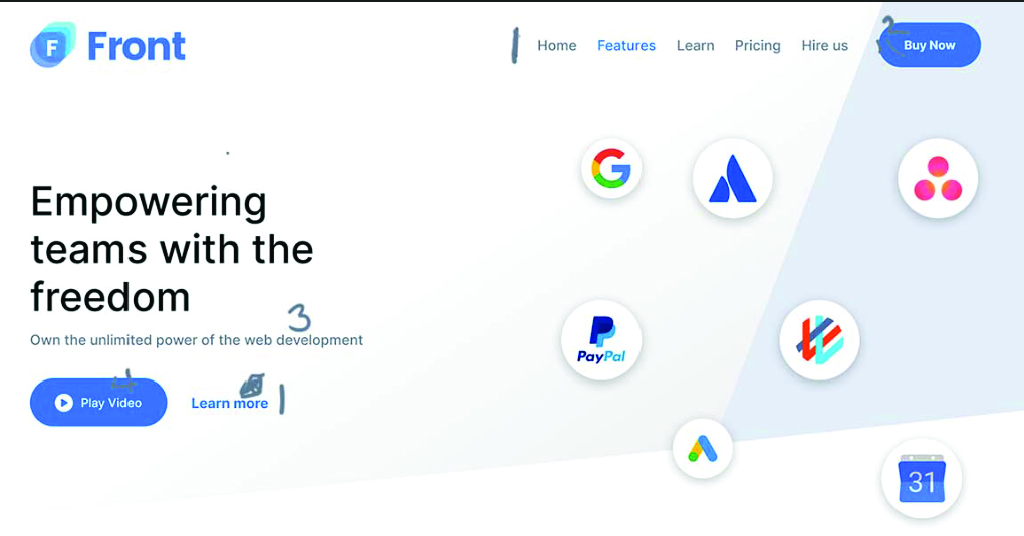 F Front
1 Home Features Learn Pricing Hire us 2 Buy Now
G
Empowering
teams with the
freedom
3
Own the unlimited power of the web development
PayPal
4
Play Video Learn more 1
31